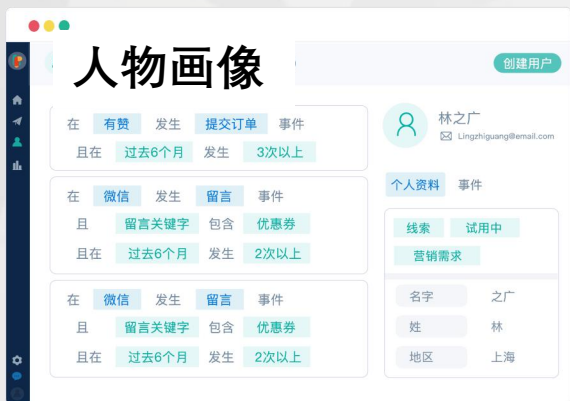 人物画像
创建用户
在 有赞 发生 提交订单 事件
且在 过去6个月 发生 3次以上
在 微信 发生 留言 事件
且 留言关键字 包含 优惠券
且在 过去6个月 发生 2次以上
在 微信 发生 留言 事件
且 留言关键字 包含 优惠券
且在 过去6个月 发生 2次以上
林之广
Lingzhiguang@email.com
个人资料 事件
线索 试用中
营销需求
名字 之广
姓 林
地区 上海